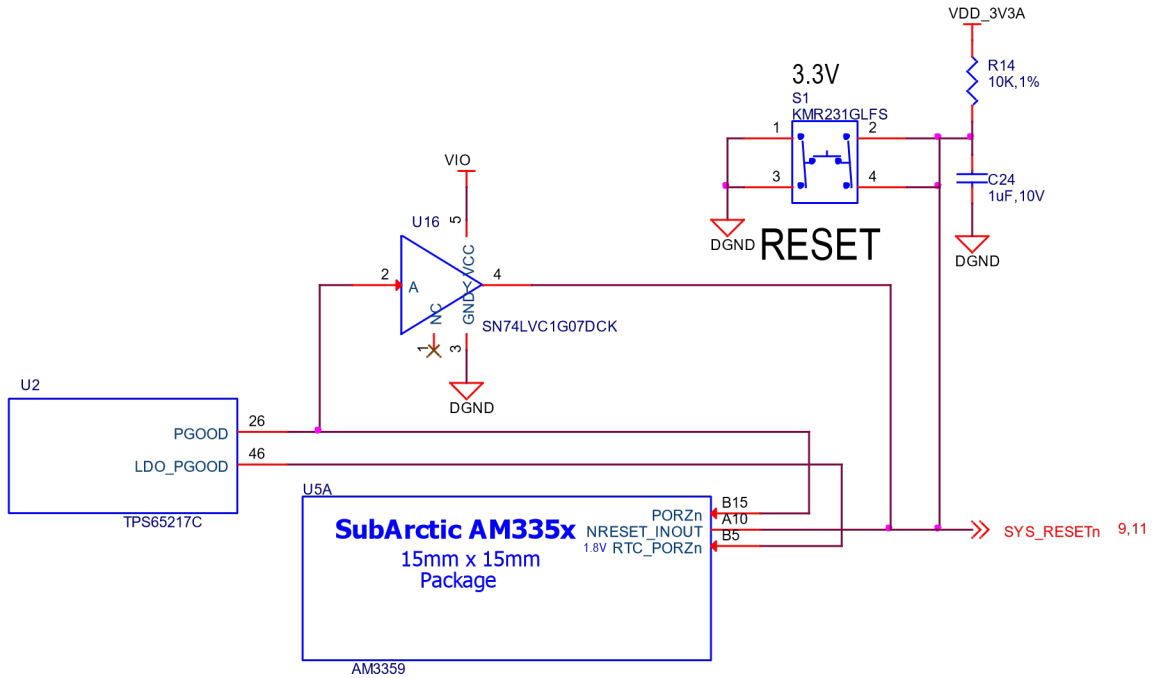 VDD_3V3A
R14
10K,1%
3.3V
S1
KMR231GLFS
1
2
3
4
C24
1uF,10V
DGND
RESET
DGND
VIO
U16
5
VCC
2
A
Y
4
NC
GND
SN74LVC1G07DCK
1
3
DGND
U2
PGOOD
26
LDO_PGOOD
46
TPS65217C
U5A
SubArctic AM335x
15mm x 15mm
Package
PORZn
B15
NRESET_INOUT
A10
1.8V RTC_PORZn
B5
SYS_RESETn 9,11
AM3359